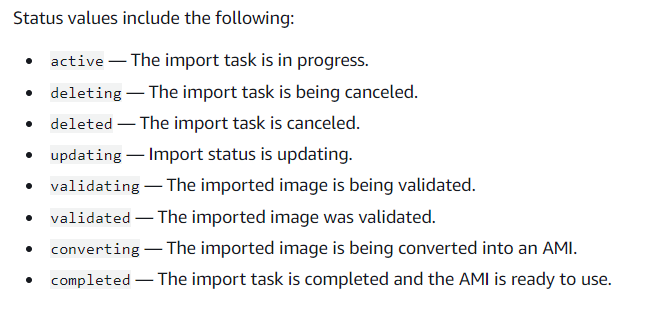 Status values include the following:
• active — The import task is in progress.
• deleting — The import task is being canceled.
• deleted — The import task is canceled.
• updating — Import status is updating.
• validating — The imported image is being validated.
• validated — The imported image was validated.
• converting — The imported image is being converted into an AMI.
• completed — The import task is completed and the AMI is ready to use.